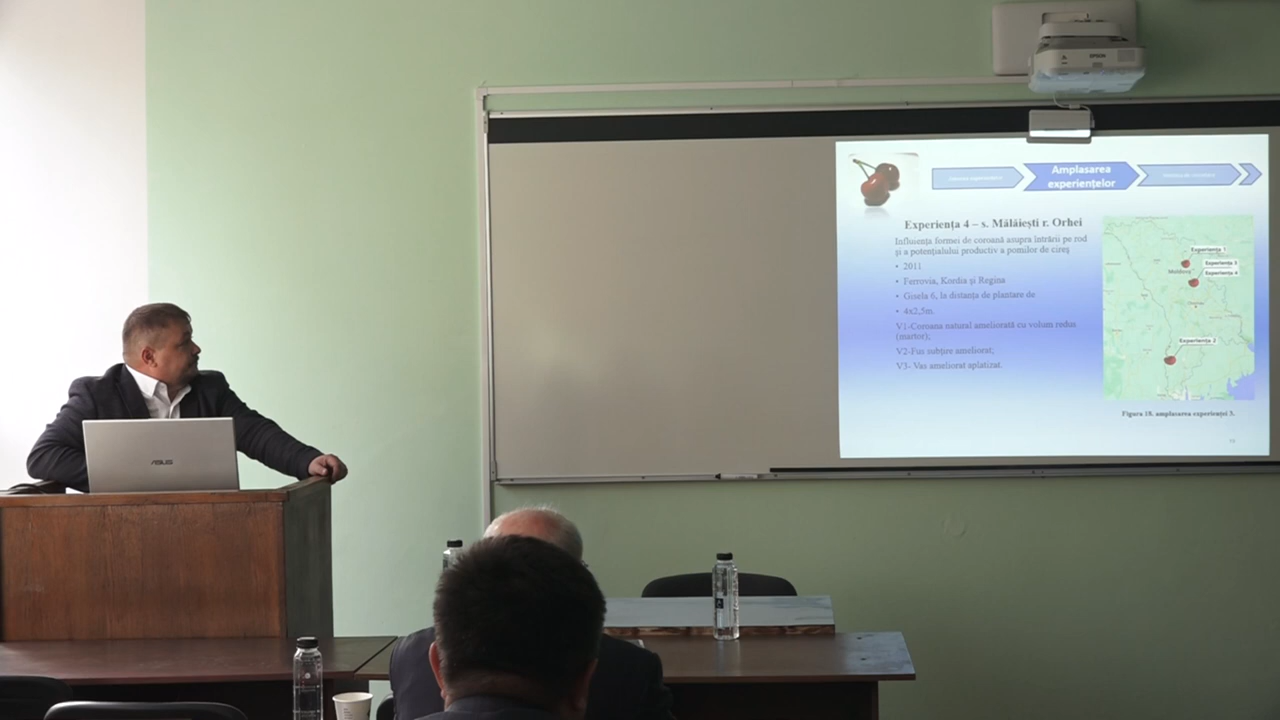 EPSON
Amplasarea
experiențelor
Experiența 4 – s. Mălăiești r. Orhei
Influența formei de coroană asupra întrării pe rod
și a potențialului productiv a pomilor de cireș
• 2011
• Ferrovia, Kordia și Regina
• Gisela 6, la distanța de plantare de
• 4x2,5m.
V1-Coroana natural ameliorată cu volum redus
(martor);
V2-Fus subțire ameliorat;
V3- Vas ameliorat aplatizat.
Experiența 1
Experiența 3
Moldova
Experiența 4
Experiența 2
Figura 18. amplasarea experienței 3.
ASUS